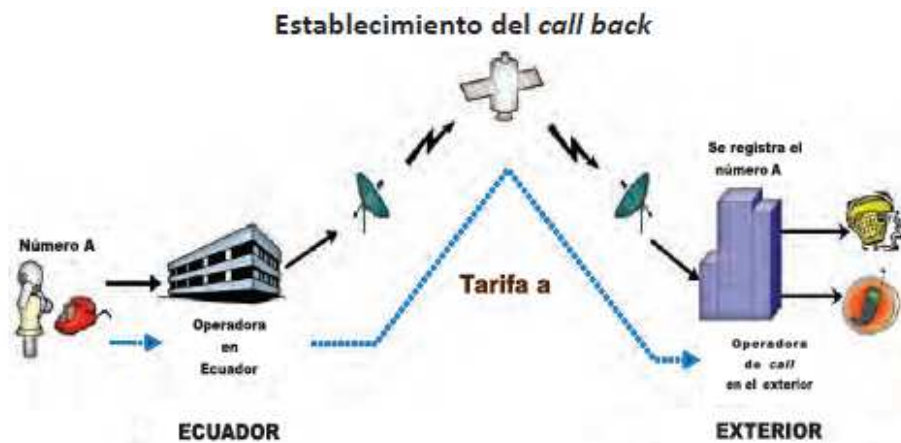 Establecimiento del call back
Se registra el
número A
Número A
Tarifa a
Operadora
en
Ecuador
Operadora
de call
en el exterior
ECUADOR
EXTERIOR